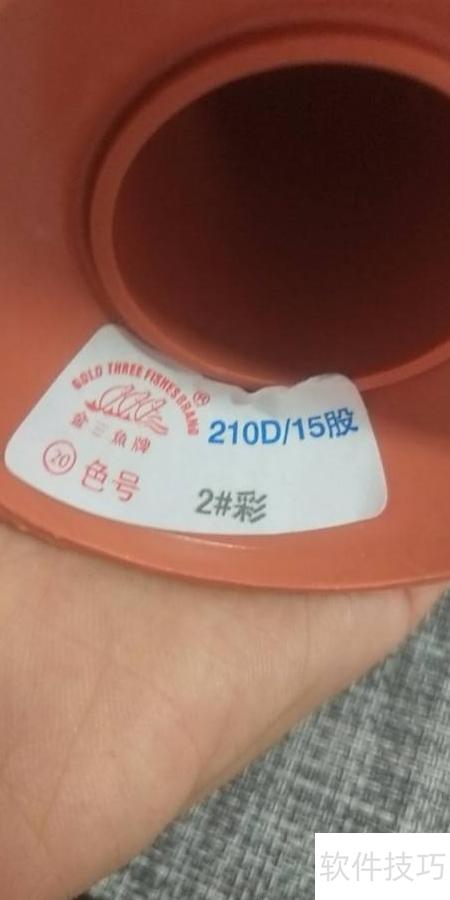 GOLD THREE FISHES BRAND ®
金三魚牌
210D/15股
20 色号
2#彩
软件技巧